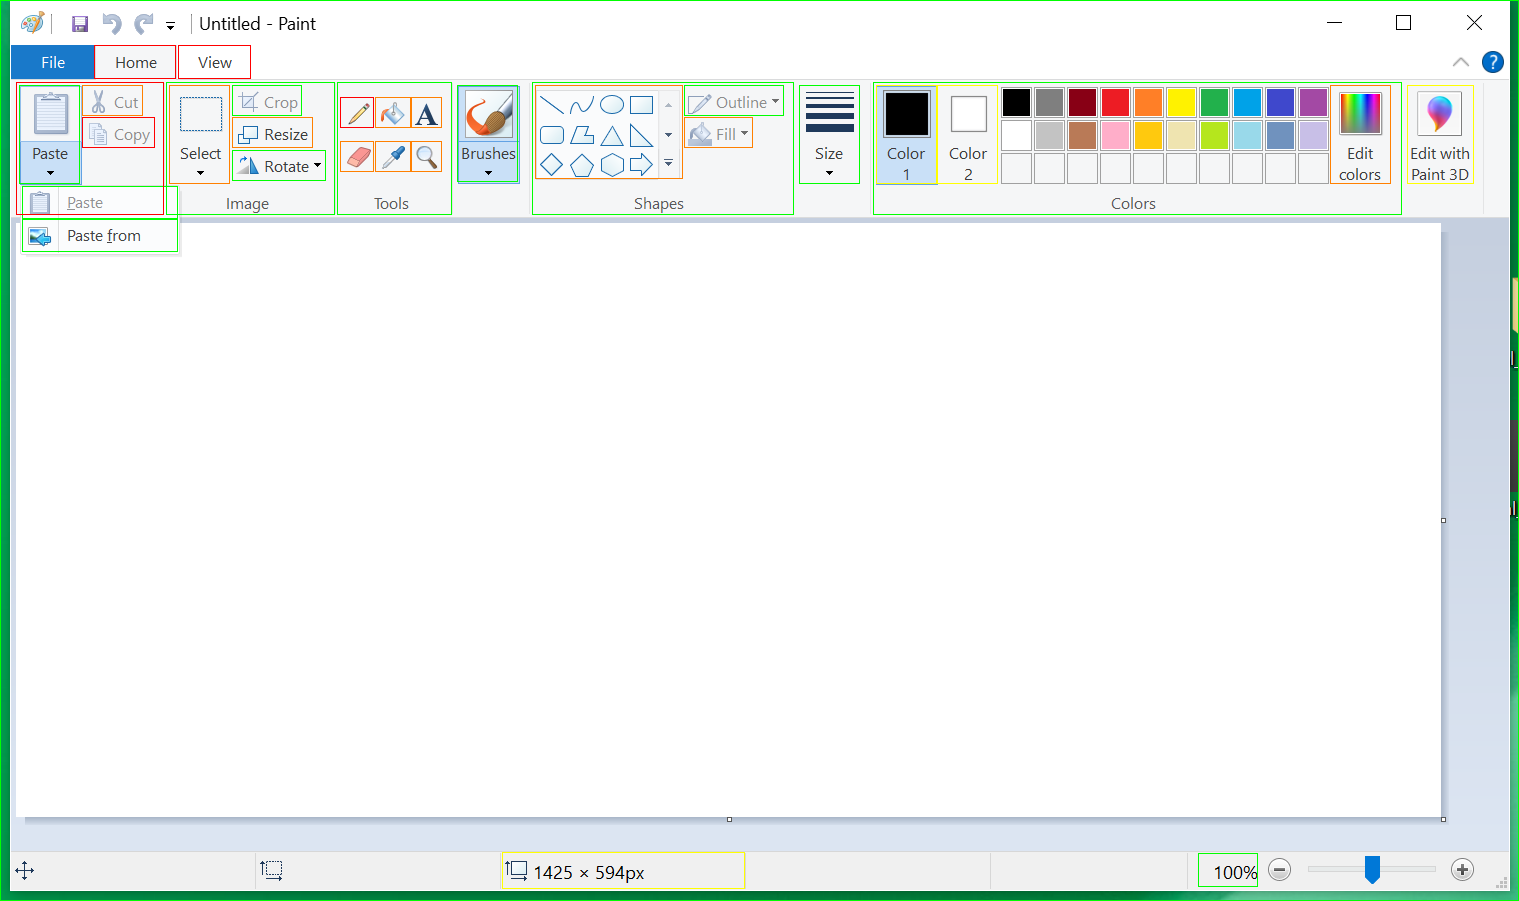 Untitled - Paint
File
Home
View
?
Paste
Cut
Copy
Paste
Paste from
Select
Crop
Resize
Rotate
Image
A
Tools
Brushes
Outline
Fill
Shapes
Size
Color
1
Color
2
Edit
colors
Colors
Edit with
Paint 3D
1425 × 594px
100%